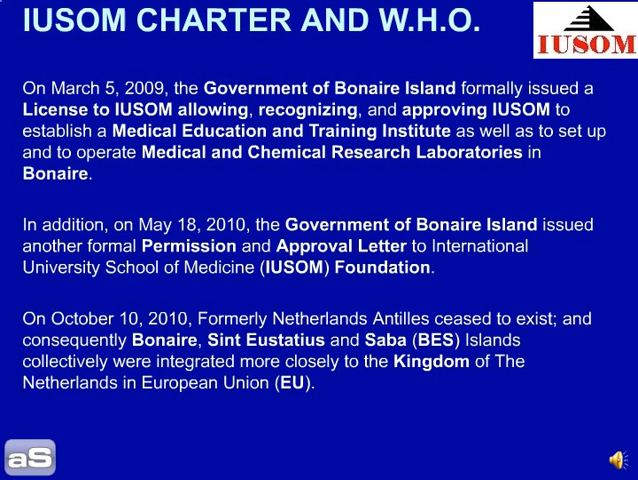 IUSOM CHARTER AND W.H.O.
IUSOM
On March 5, 2009, the Government of Bonaire Island formally issued a
License to IUSOM allowing, recognizing, and approving IUSOM to
establish a Medical Education and Training Institute as well as to set up
and to operate Medical and Chemical Research Laboratories in
Bonaire.
In addition, on May 18, 2010, the Government of Bonaire Island issued
another formal Permission and Approval Letter to International
University School of Medicine (IUSOM) Foundation.
On October 10, 2010, Formerly Netherlands Antilles ceased to exist; and
consequently Bonaire, Sint Eustatius and Saba (BES) Islands
collectively were integrated more closely to the Kingdom of The
Netherlands in European Union (EU).
aS